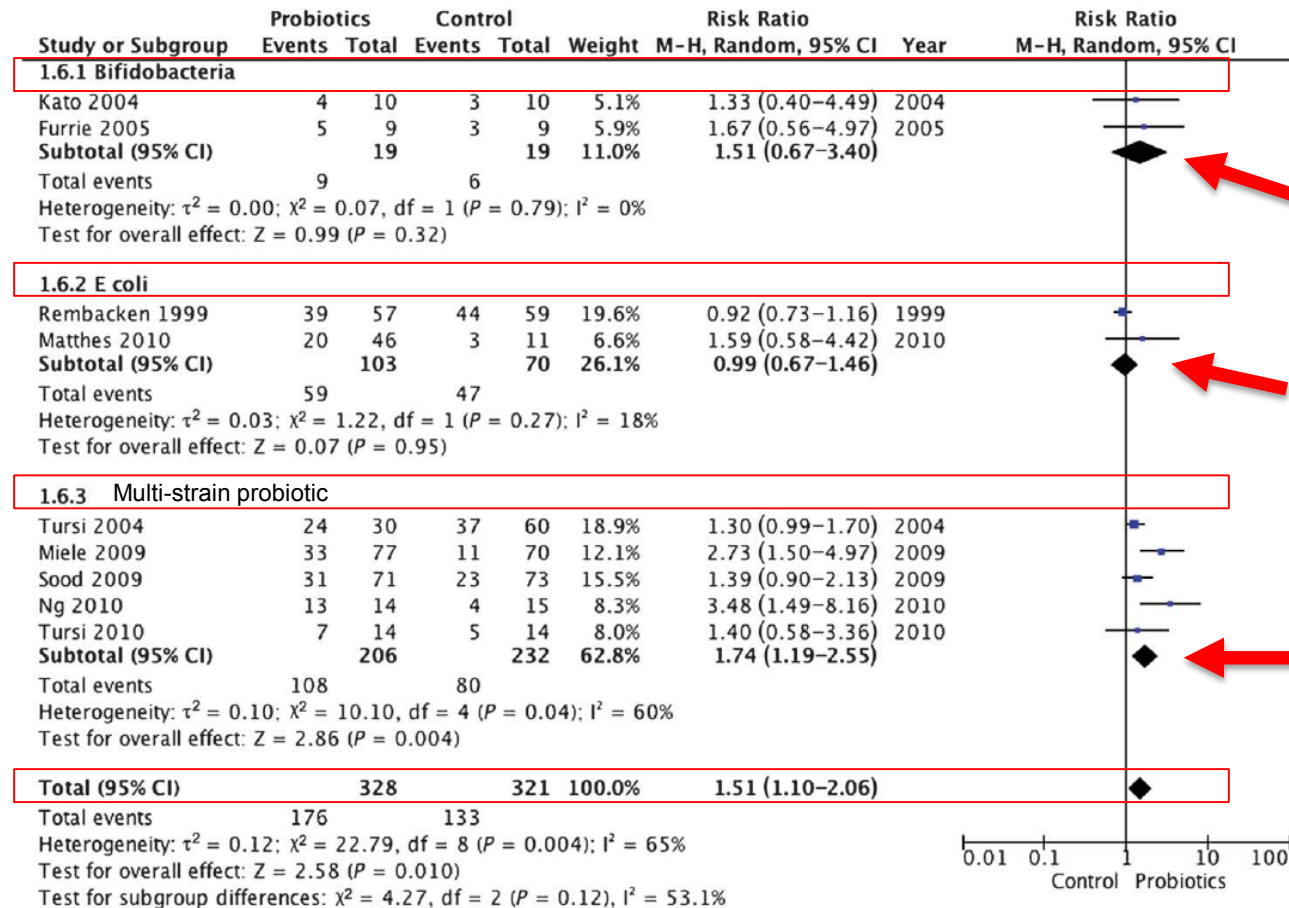 Probiotics Control Risk Ratio Risk Ratio
Study or Subgroup Events Total Events Total Weight M-H, Random, 95% CI Year M-H, Random, 95% CI
1.6.1 Bifidobacteria
Kato 2004 4 10 3 10 5.1% 1.33 (0.40–4.49) 2004
Furrie 2005 5 9 3 9 5.9% 1.67 (0.56–4.97) 2005
Subtotal (95% CI) 19 19 11.0% 1.51 (0.67–3.40)
Total events 9 6
Heterogeneity: τ² = 0.00; χ² = 0.07, df = 1 (P = 0.79); I² = 0%
Test for overall effect: Z = 0.99 (P = 0.32)
1.6.2 E coli
Rembacken 1999 39 57 44 59 19.6% 0.92 (0.73–1.16) 1999
Matthes 2010 20 46 3 11 6.6% 1.59 (0.58–4.42) 2010
Subtotal (95% CI) 103 70 26.1% 0.99 (0.67–1.46)
Total events 59 47
Heterogeneity: τ² = 0.03; χ² = 1.22, df = 1 (P = 0.27); I² = 18%
Test for overall effect: Z = 0.07 (P = 0.95)
1.6.3 Multi-strain probiotic
Tursi 2004 24 30 37 60 18.9% 1.30 (0.99–1.70) 2004
Miele 2009 33 77 11 70 12.1% 2.73 (1.50–4.97) 2009
Sood 2009 31 71 23 73 15.5% 1.39 (0.90–2.13) 2009
Ng 2010 13 14 4 15 8.3% 3.48 (1.49–8.16) 2010
Tursi 2010 7 14 5 14 8.0% 1.40 (0.58–3.36) 2010
Subtotal (95% CI) 206 232 62.8% 1.74 (1.19–2.55)
Total events 108 80
Heterogeneity: τ² = 0.10; χ² = 10.10, df = 4 (P = 0.04); I² = 60%
Test for overall effect: Z = 2.86 (P = 0.004)
Total (95% CI) 328 321 100.0% 1.51 (1.10–2.06)
Total events 176 133
Heterogeneity: τ² = 0.12; χ² = 22.79, df = 8 (P = 0.004); I² = 65%
Test for overall effect: Z = 2.58 (P = 0.010)
Test for subgroup differences: χ² = 4.27, df = 2 (P = 0.12), I² = 53.1%
0.01 0.1 1 10 100
Control Probiotics